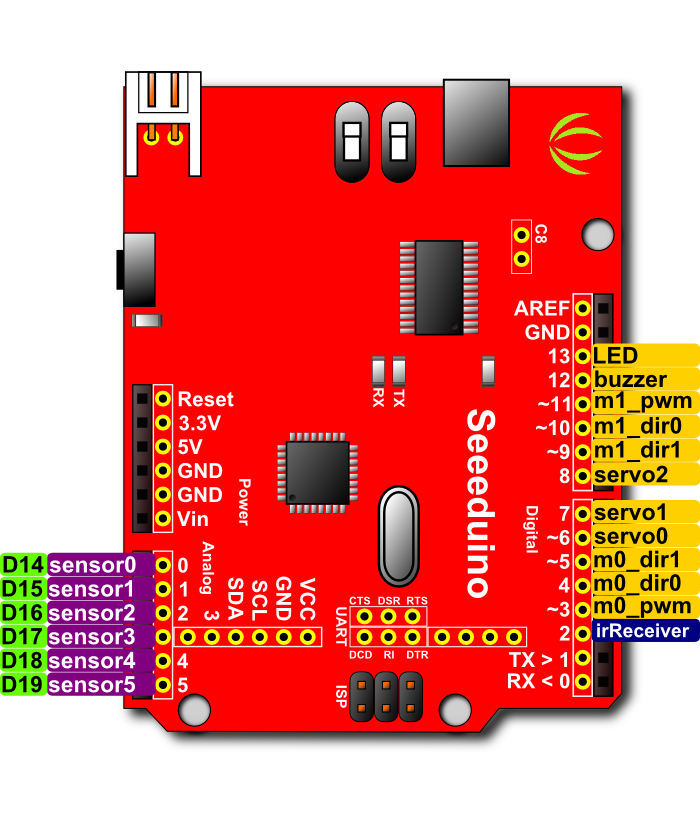 C8
AREF
GND
13 LED
12 buzzer
~11 m1_pwm
~10 m1_dir0
~9 m1_dir1
8 servo2
RX
TX
Seeeduino
Reset
3.3V
5V
GND
GND
Vin
Power
Digital
7 servo1
~6 servo0
~5 m0_dir1
4 m0_dir0
~3 m0_pwm
2 irReceiver
TX > 1
RX < 0
D14 sensor0 0
D15 sensor1 1
D16 sensor2 2
D17 sensor3
D18 sensor4 4
D19 sensor5 5
Analog
3
SDA
SCL
GND
VCC
UART
CTS DSR RTS
DCD RI DTR
ISP